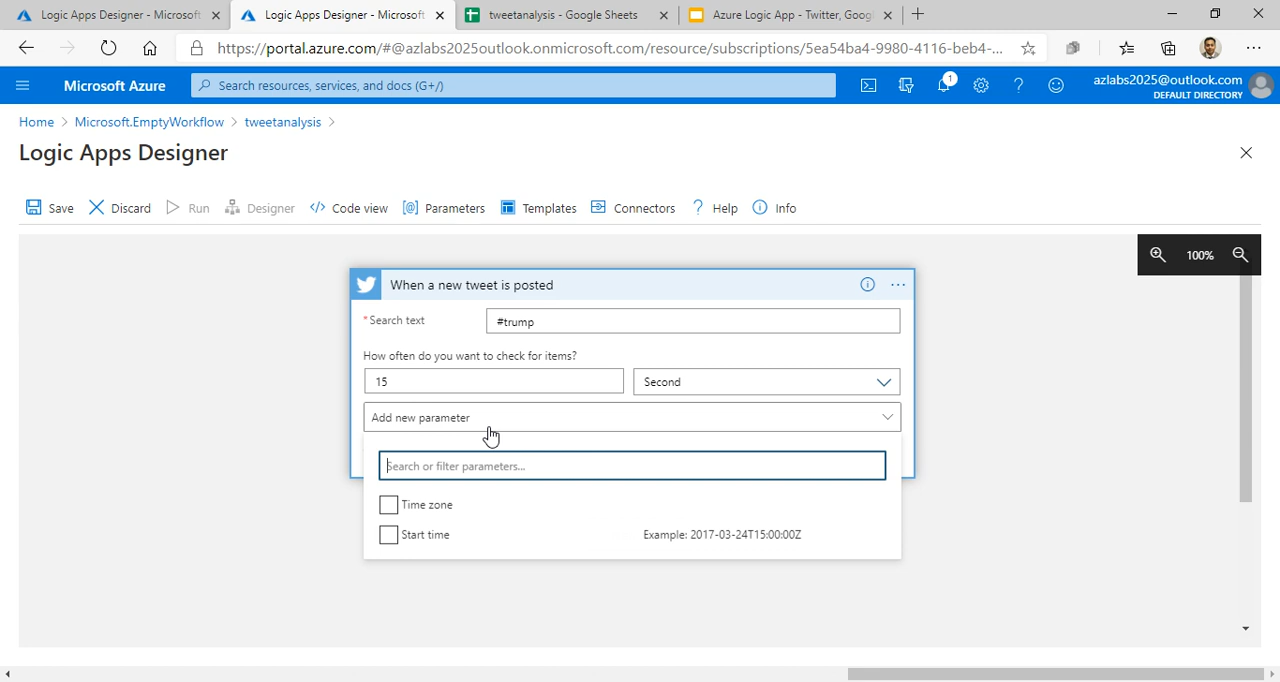 Logic Apps Designer - Microsoft
Logic Apps Designer - Microsoft
tweetanalysis - Google Sheets
Azure Logic App - Twitter, Goog
https://portal.azure.com/#@azlabs2025outlook.onmicrosoft.com/resource/subscriptions/5ea54ba4-9980-4116-beb4-...
Microsoft Azure
Search resources, services, and docs (G+/)
1
azlabs2025@outlook.com
DEFAULT DIRECTORY
Home > Microsoft.EmptyWorkflow > tweetanalysis >
Logic Apps Designer
Save Discard Run Designer Code view Parameters Templates Connectors Help Info
100%
When a new tweet is posted
*Search text
#trump
How often do you want to check for items?
15
Second
Add new parameter
Search or filter parameters...
Time zone
Start time
Example: 2017-03-24T15:00:00Z